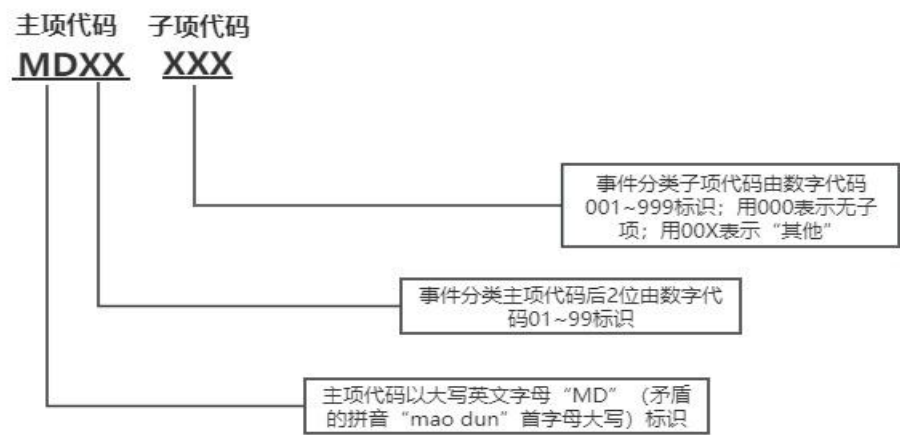 主项代码 子项代码
MDXX XXX
事件分类子项代码由数字代码
001~999标识；用000表示无子
项；用00X表示“其他”
事件分类主项代码后2位由数字代
码01~99标识
主项代码以大写英文字母“MD”（矛盾
的拼音“mao dun”首字母大写）标识